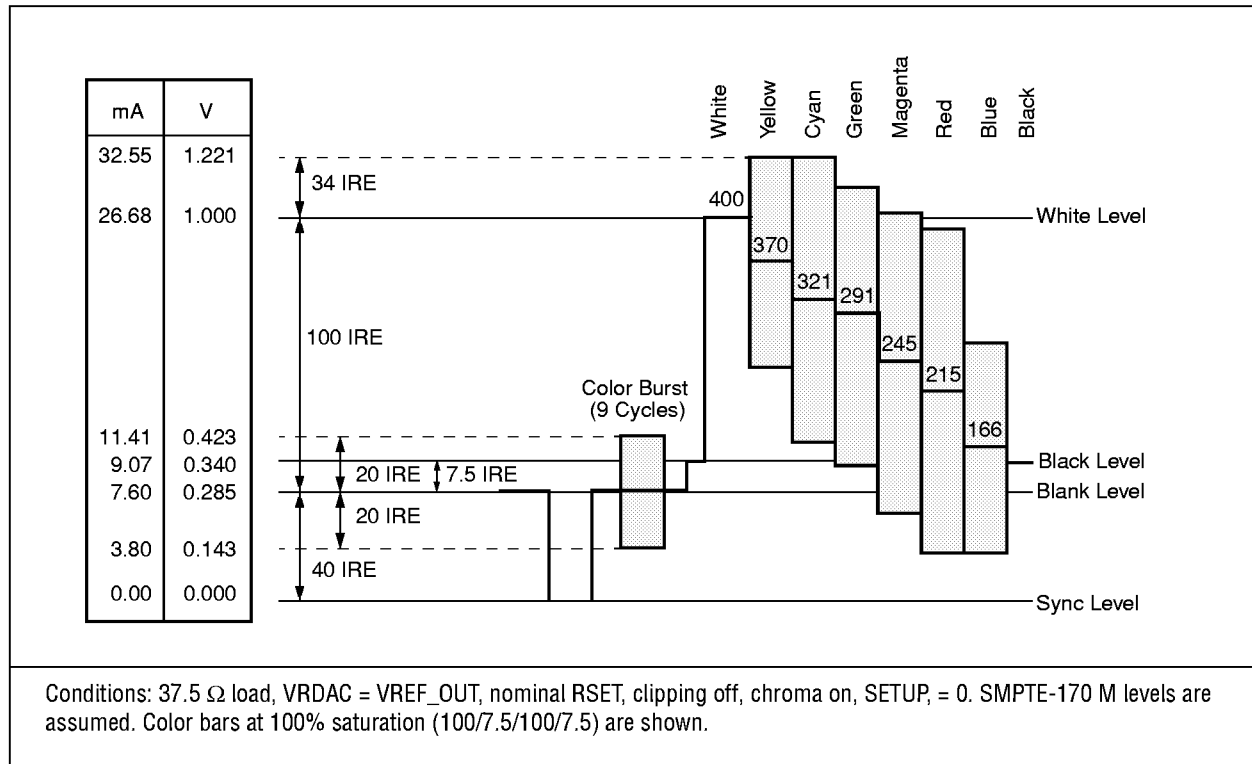 mA V
32.55 1.221
26.68 1.000
11.41 0.423
9.07 0.340
7.60 0.285
3.80 0.143
0.00 0.000
34 IRE
100 IRE
20 IRE
7.5 IRE
20 IRE
40 IRE
Color Burst
(9 Cycles)
White
Yellow
Cyan
Green
Magenta
Red
Blue
Black
400
370
321
291
245
215
166
White Level
Black Level
Blank Level
Sync Level
Conditions: 37.5 Ω load, VRDAC = VREF_OUT, nominal RSET, clipping off, chroma on, SETUP, = 0. SMPTE-170 M levels are
assumed. Color bars at 100% saturation (100/7.5/100/7.5) are shown.